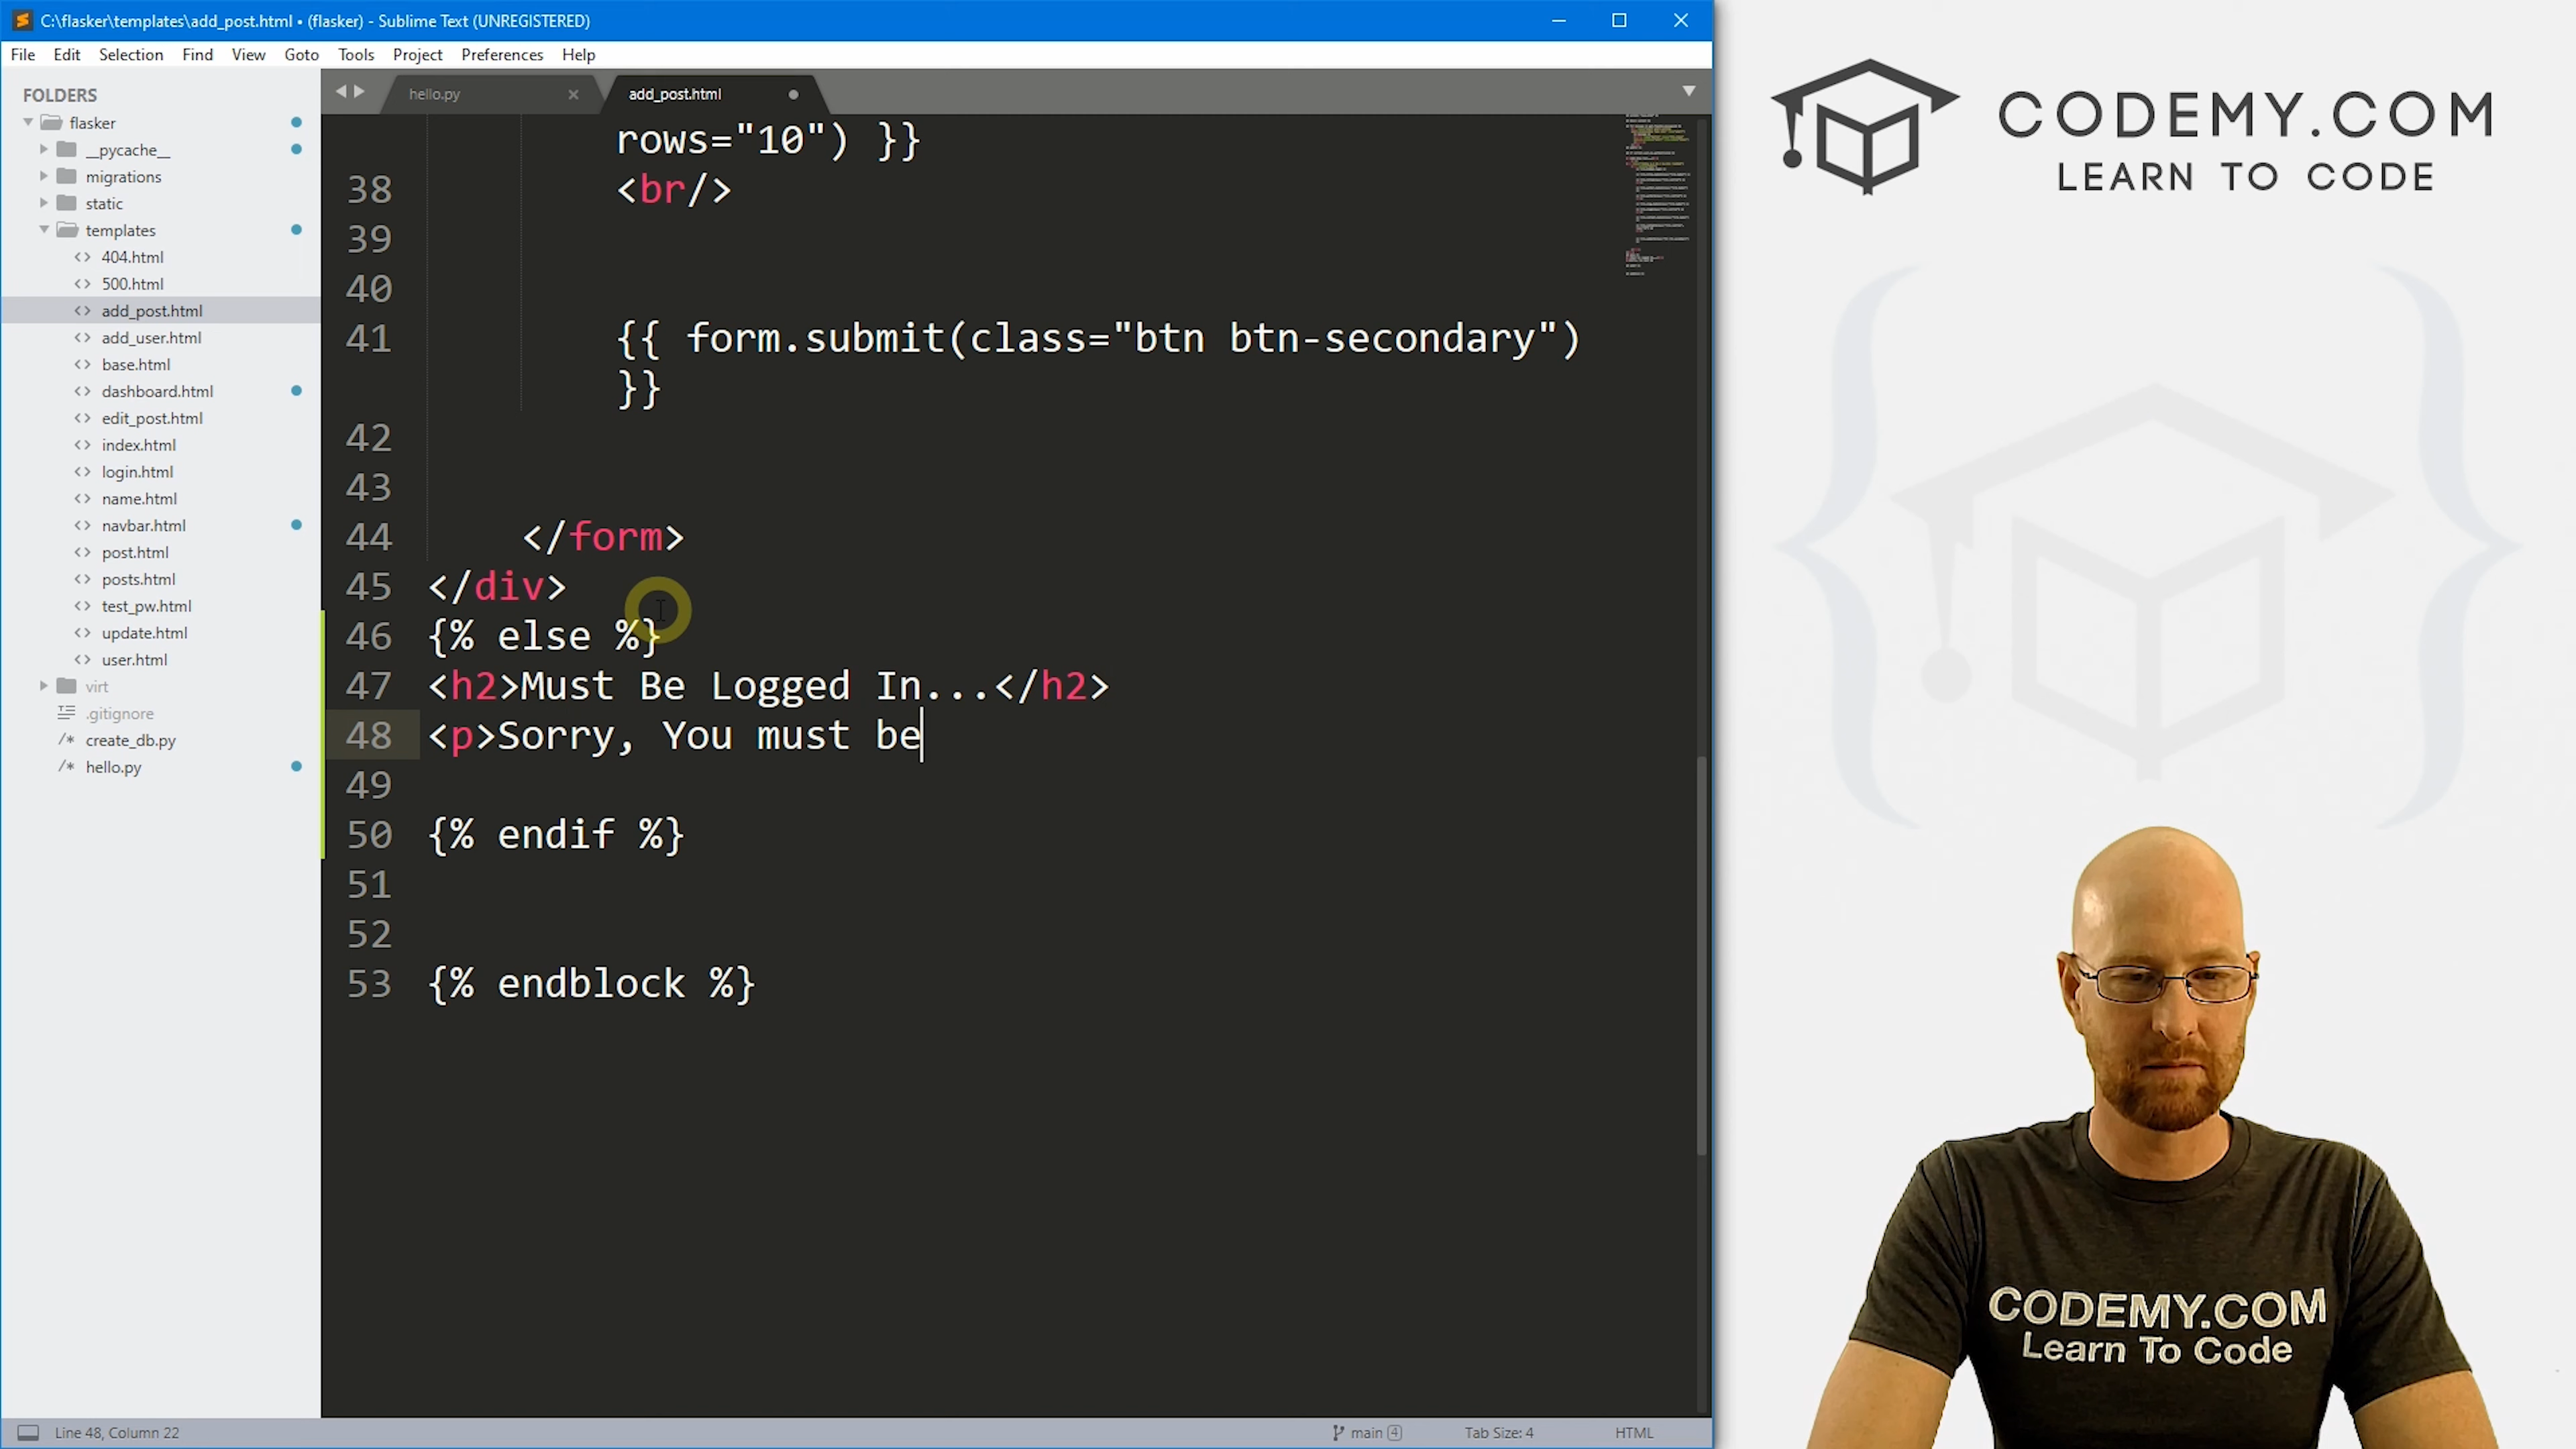 C:\flasker\templates\add_post.html • (flasker) - Sublime Text (UNREGISTERED)
File Edit Selection Find View Goto Tools Project Preferences Help
FOLDERS
flasker
__pycache__
migrations
static
templates
404.html
500.html
add_post.html
add_user.html
base.html
dashboard.html
edit_post.html
index.html
login.html
name.html
navbar.html
post.html
posts.html
test_pw.html
update.html
user.html
virt
.gitignore
create_db.py
hello.py
hello.py add_post.html
rows="10") }}
38 <br/>
39
40
41 {{ form.submit(class="btn btn-secondary")
}}
42
43
44 </form>
45 </div>
46 {% else %}
47 <h2>Must Be Logged In...</h2>
48 <p>Sorry, You must be
49
50 {% endif %}
51
52
53 {% endblock %}
Line 48, Column 22 main 4 Tab Size: 4 HTML
CODEMY.COM
LEARN TO CODE
CODEMY.COM
Learn To Code